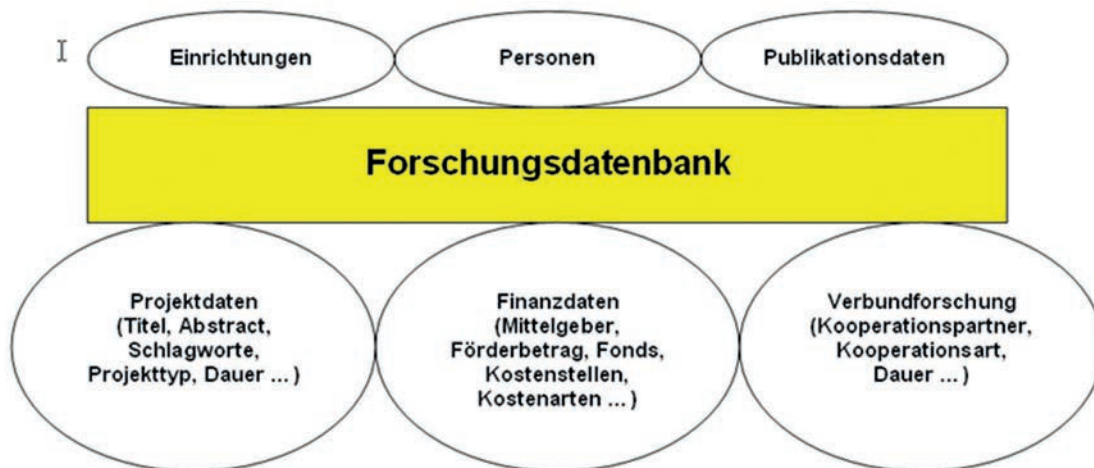 Einrichtungen
Personen
Publikationsdaten
Forschungsdatenbank
Projektdaten
(Titel, Abstract,
Schlagworte,
Projekttyp, Dauer ... )
Finanzdaten
(Mittelgeber,
Förderbetrag, Fonds,
Kostenstellen,
Kostenarten ... )
Verbundforschung
(Kooperationspartner,
Kooperationsart,
Dauer ... )